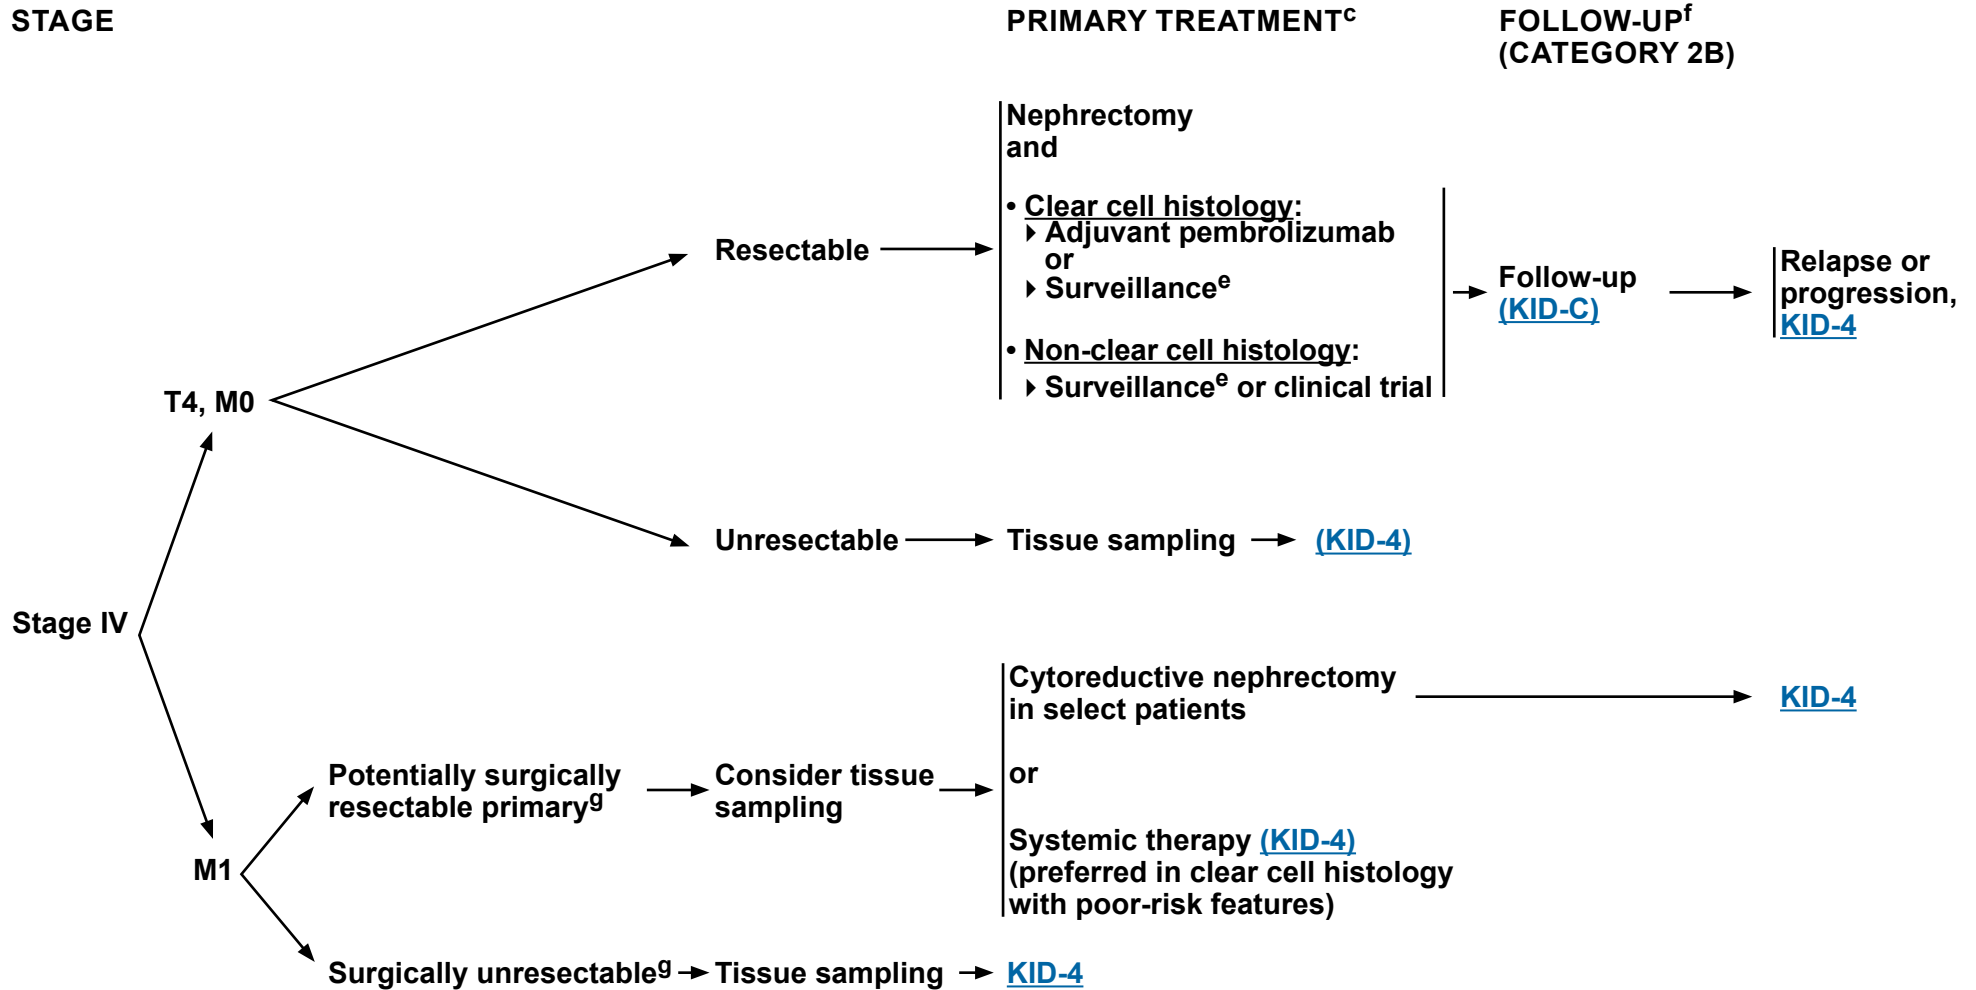 STAGE
PRIMARY TREATMENTc
FOLLOW-UPf
(CATEGORY 2B)
Nephrectomy
and
• Clear cell histology:
Adjuvant pembrolizumab
or
Surveillancee
• Non-clear cell histology:
Surveillancee or clinical trial
Resectable
Follow-up
(KID-C)
Relapse or
progression,
KID-4
T4, M0
Unresectable
Tissue sampling
(KID-4)
Stage IV
Cytoreductive nephrectomy
in select patients
KID-4
or
Potentially surgically
resectable primaryg
Consider tissue
sampling
Systemic therapy (KID-4)
(preferred in clear cell histology
with poor-risk features)
M1
Surgically unresectableg
Tissue sampling
KID-4